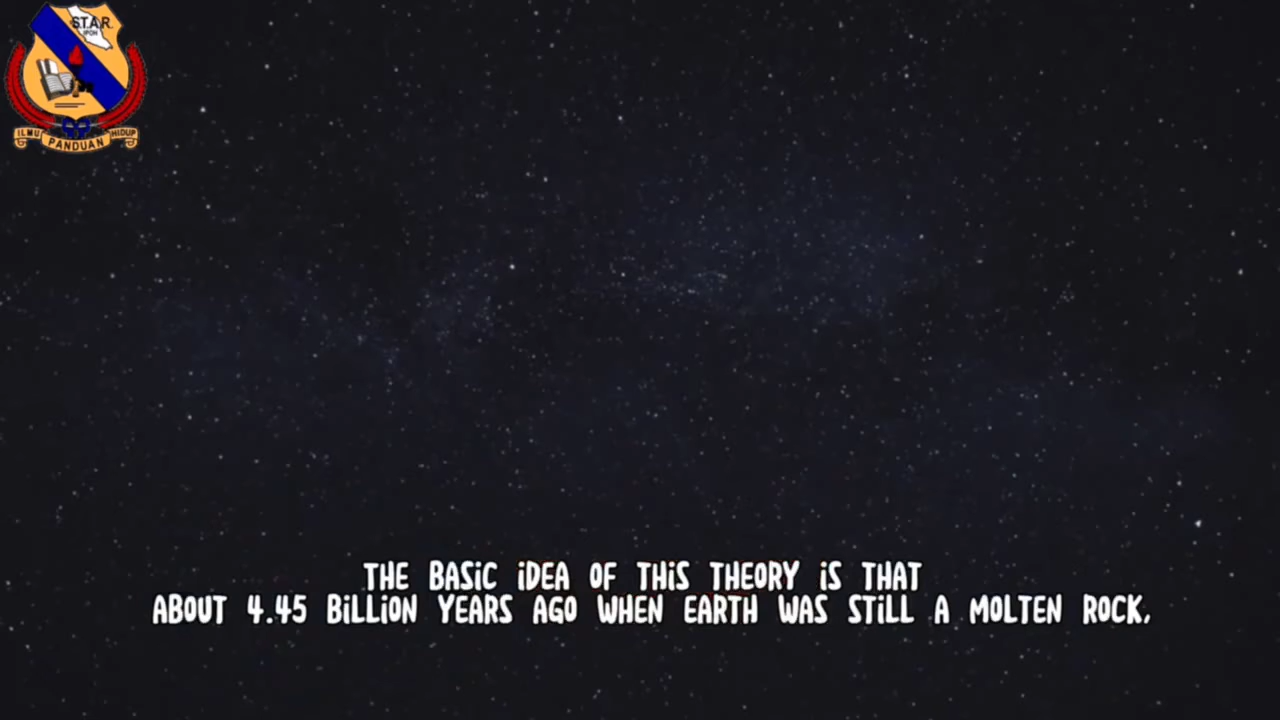 S.T.A.R.
IPOH
ILMU PANDUAN HIDUP
THE BASIC IDEA OF THIS THEORY IS THAT
ABOUT 4.45 BILLION YEARS AGO WHEN EARTH WAS STILL A MOLTEN ROCK,